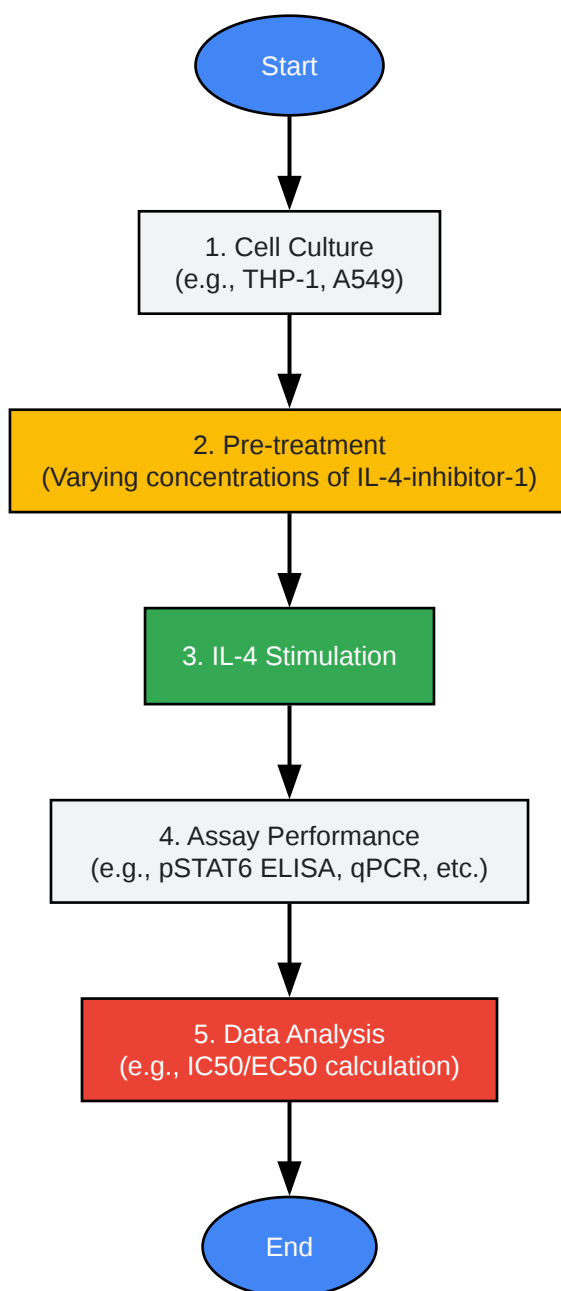 Start
1. Cell Culture
(e.g., THP-1, A549)
2. Pre-treatment
(Varying concentrations of IL-4-inhibitor-1)
3. IL-4 Stimulation
4. Assay Performance
(e.g., pSTAT6 ELISA, qPCR, etc.)
5. Data Analysis
(e.g., IC50/EC50 calculation)
End